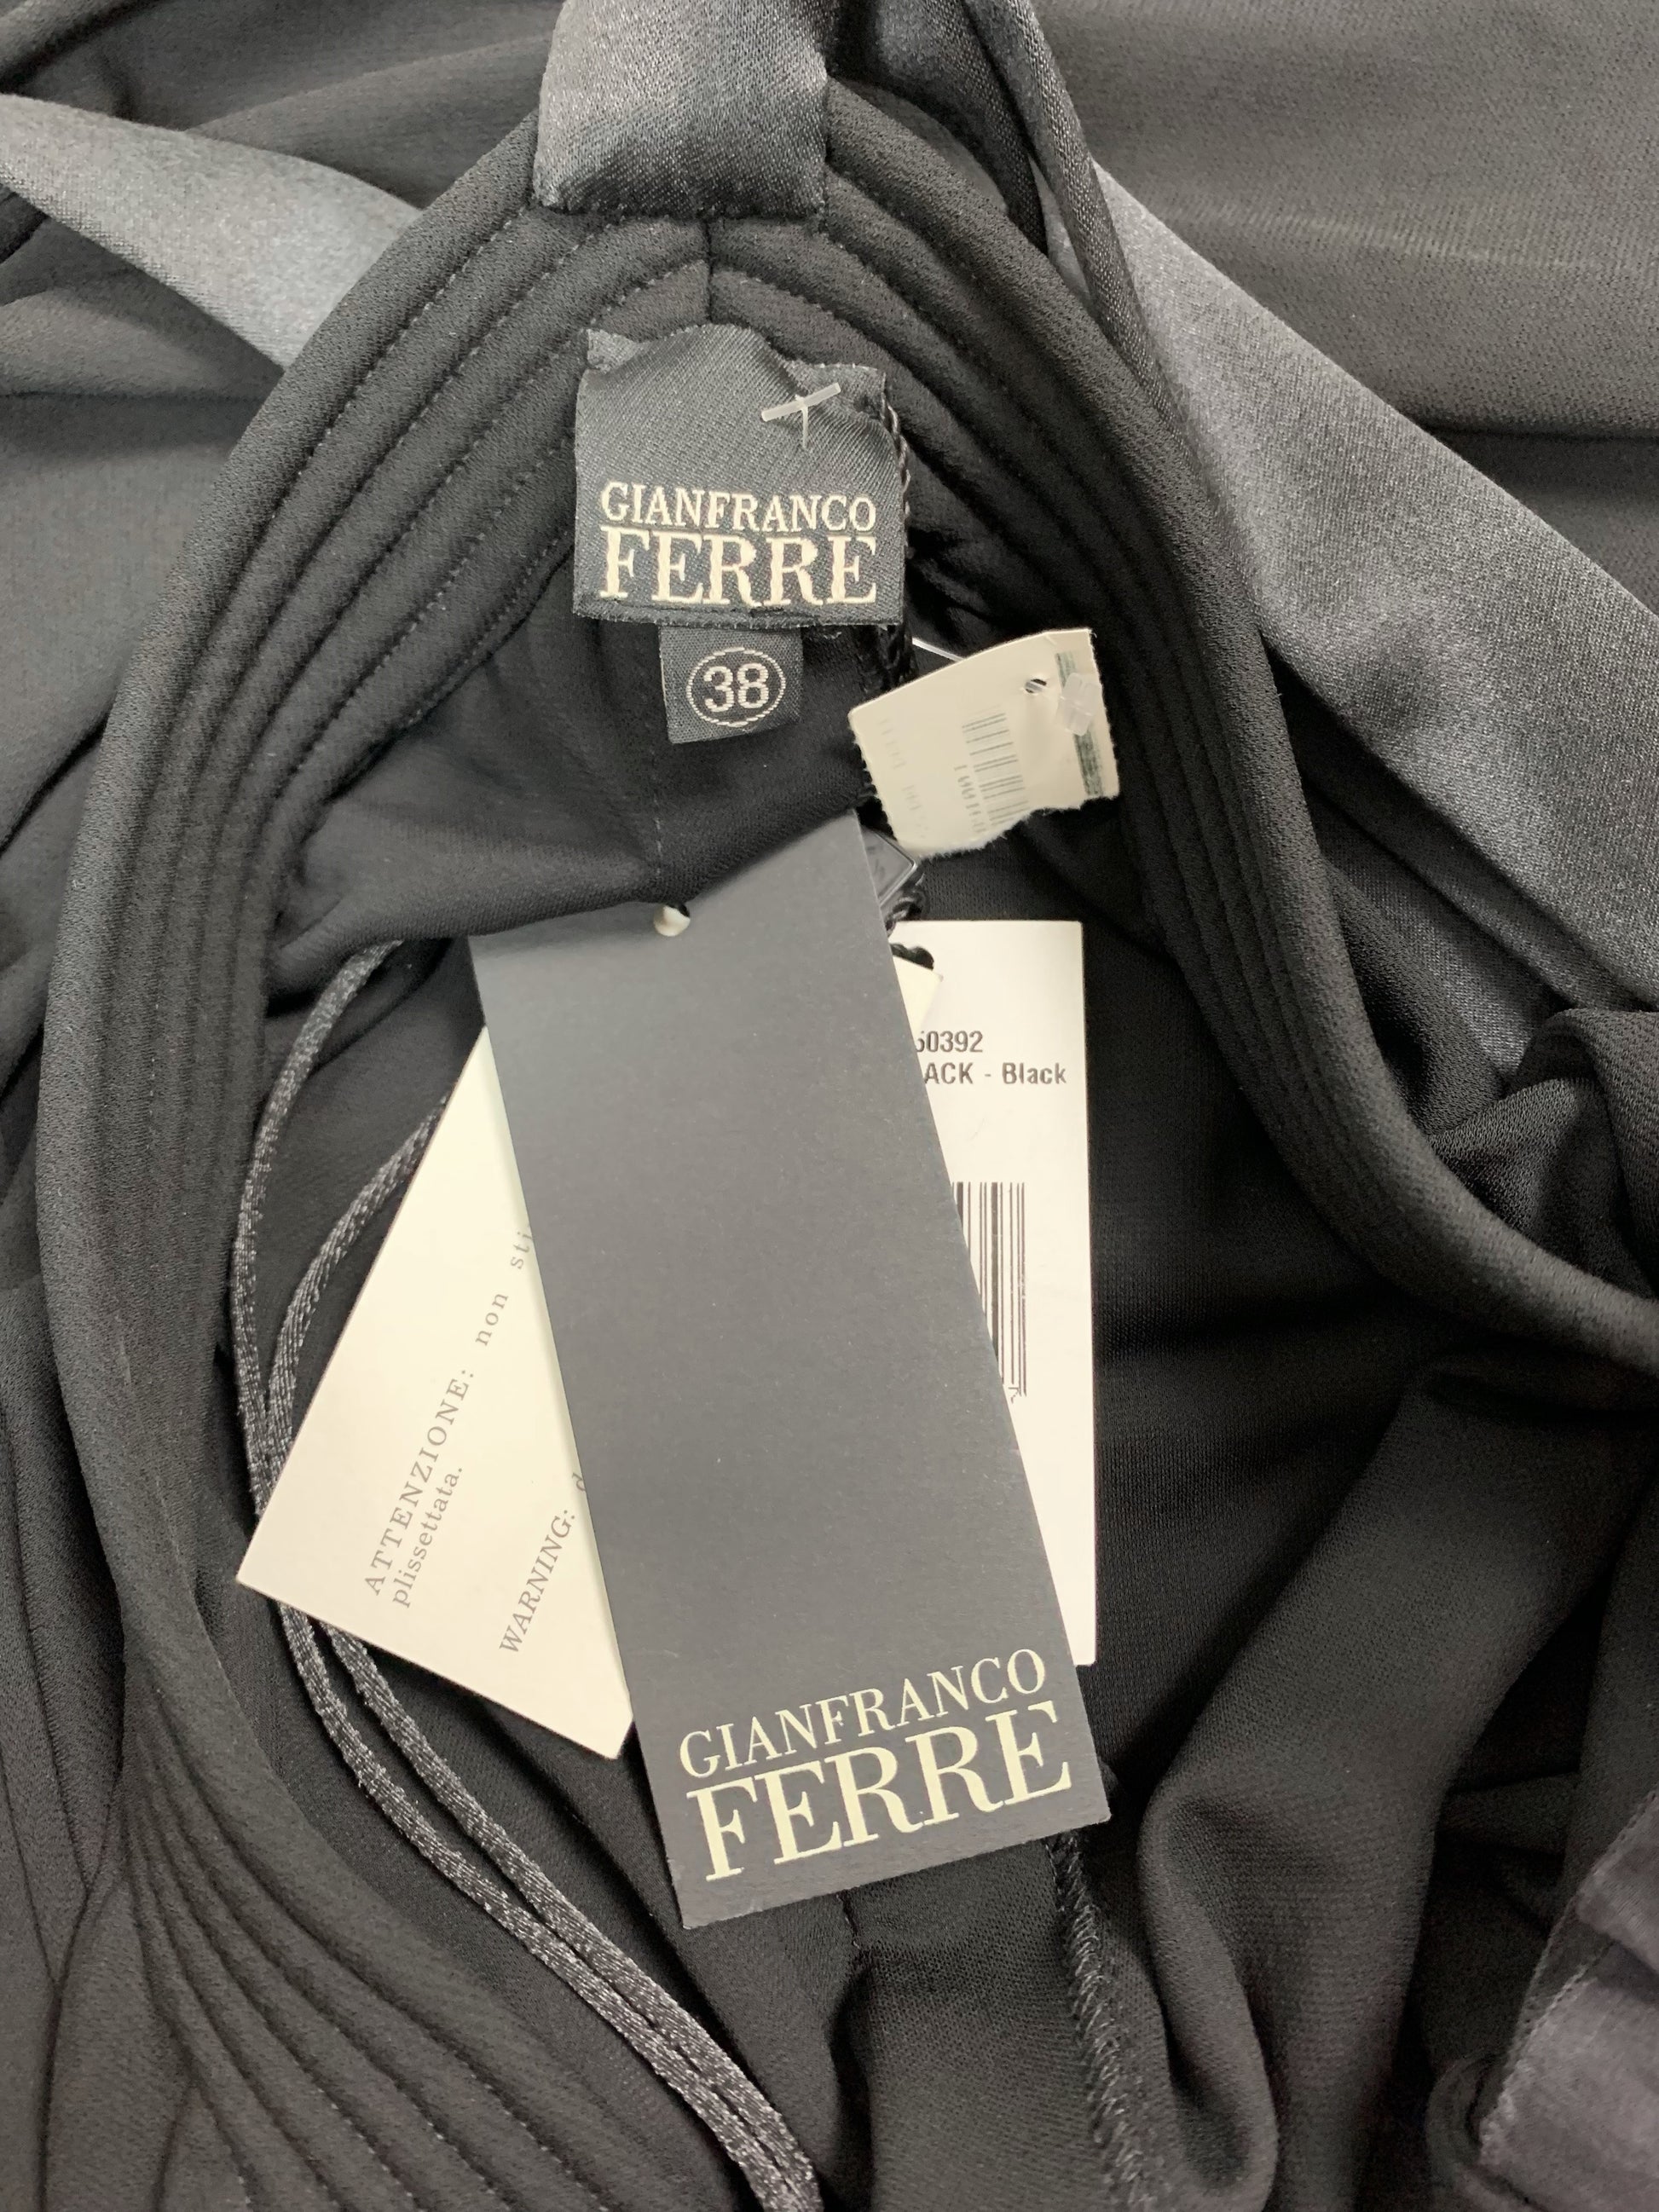 GIANFRANCO
FERRE
38
50392
ACK - Black
ATTENZIONE: non
plissettata.
WARNING:
GIANFRANCO
FERRE